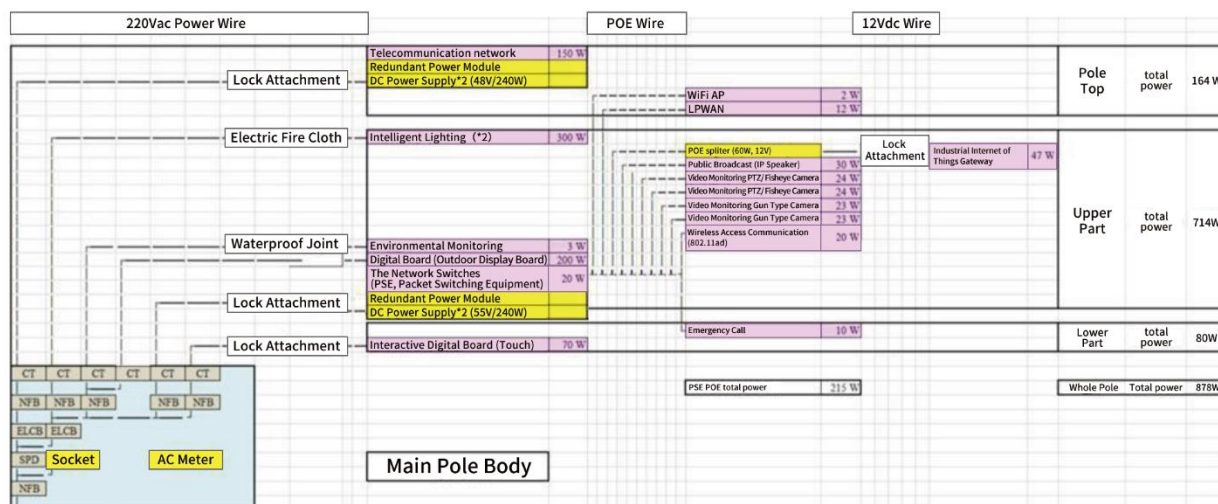 220Vac Power Wire
POE Wire
12Vdc Wire
Telecommunication network 150 W
Redundant Power Module
Lock Attachment
DC Power Supply*2 (48V/240W)
Pole Top
total power
164 W
WiFi AP 2 W
LPWAN 12 W
Electric Fire Cloth
Intelligent Lighting (*2) 300 W
POE spliter (60W, 12V)
Lock Attachment
Industrial Internet of Things Gateway 47 W
Public Broadcast (IP Speaker) 30 W
Video Monitoring PTZ/ Fisheye Camera 24 W
Video Monitoring PTZ/ Fisheye Camera 24 W
Video Monitoring Gun Type Camera 23 W
Video Monitoring Gun Type Camera 23 W
Wireless Access Communication (802.11ad) 20 W
Upper Part
total power
714W
Waterproof Joint
Environmental Monitoring 3 W
Digital Board (Outdoor Display Board) 200 W
The Network Switches
(PSE, Packet Switching Equipment) 20 W
Redundant Power Module
Lock Attachment
DC Power Supply*2 (55V/240W)
Emergency Call 10 W
Lower Part
total power
80W
Lock Attachment
Interactive Digital Board (Touch) 70 W
CT CT CT CT CT CT
PSE POE total power 215 W
Whole Pole Total power 878W
NFB NFB NFB NFB NFB
ELCB ELCB
SPD Socket AC Meter
Main Pole Body
NFB